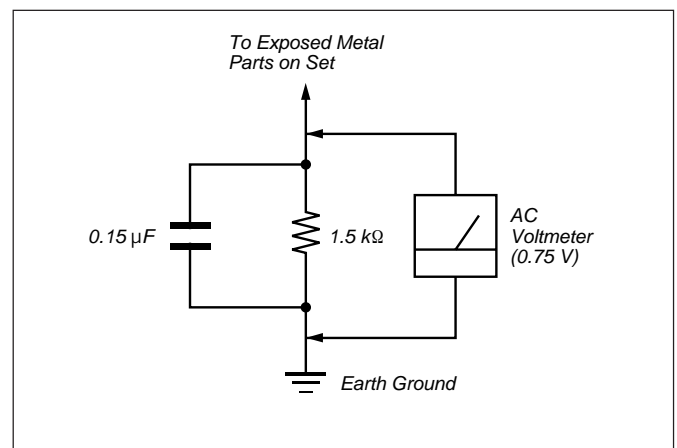 To Exposed Metal
Parts on Set
0.15 μF
1.5 kΩ
AC
Voltmeter
(0.75 V)
Earth Ground